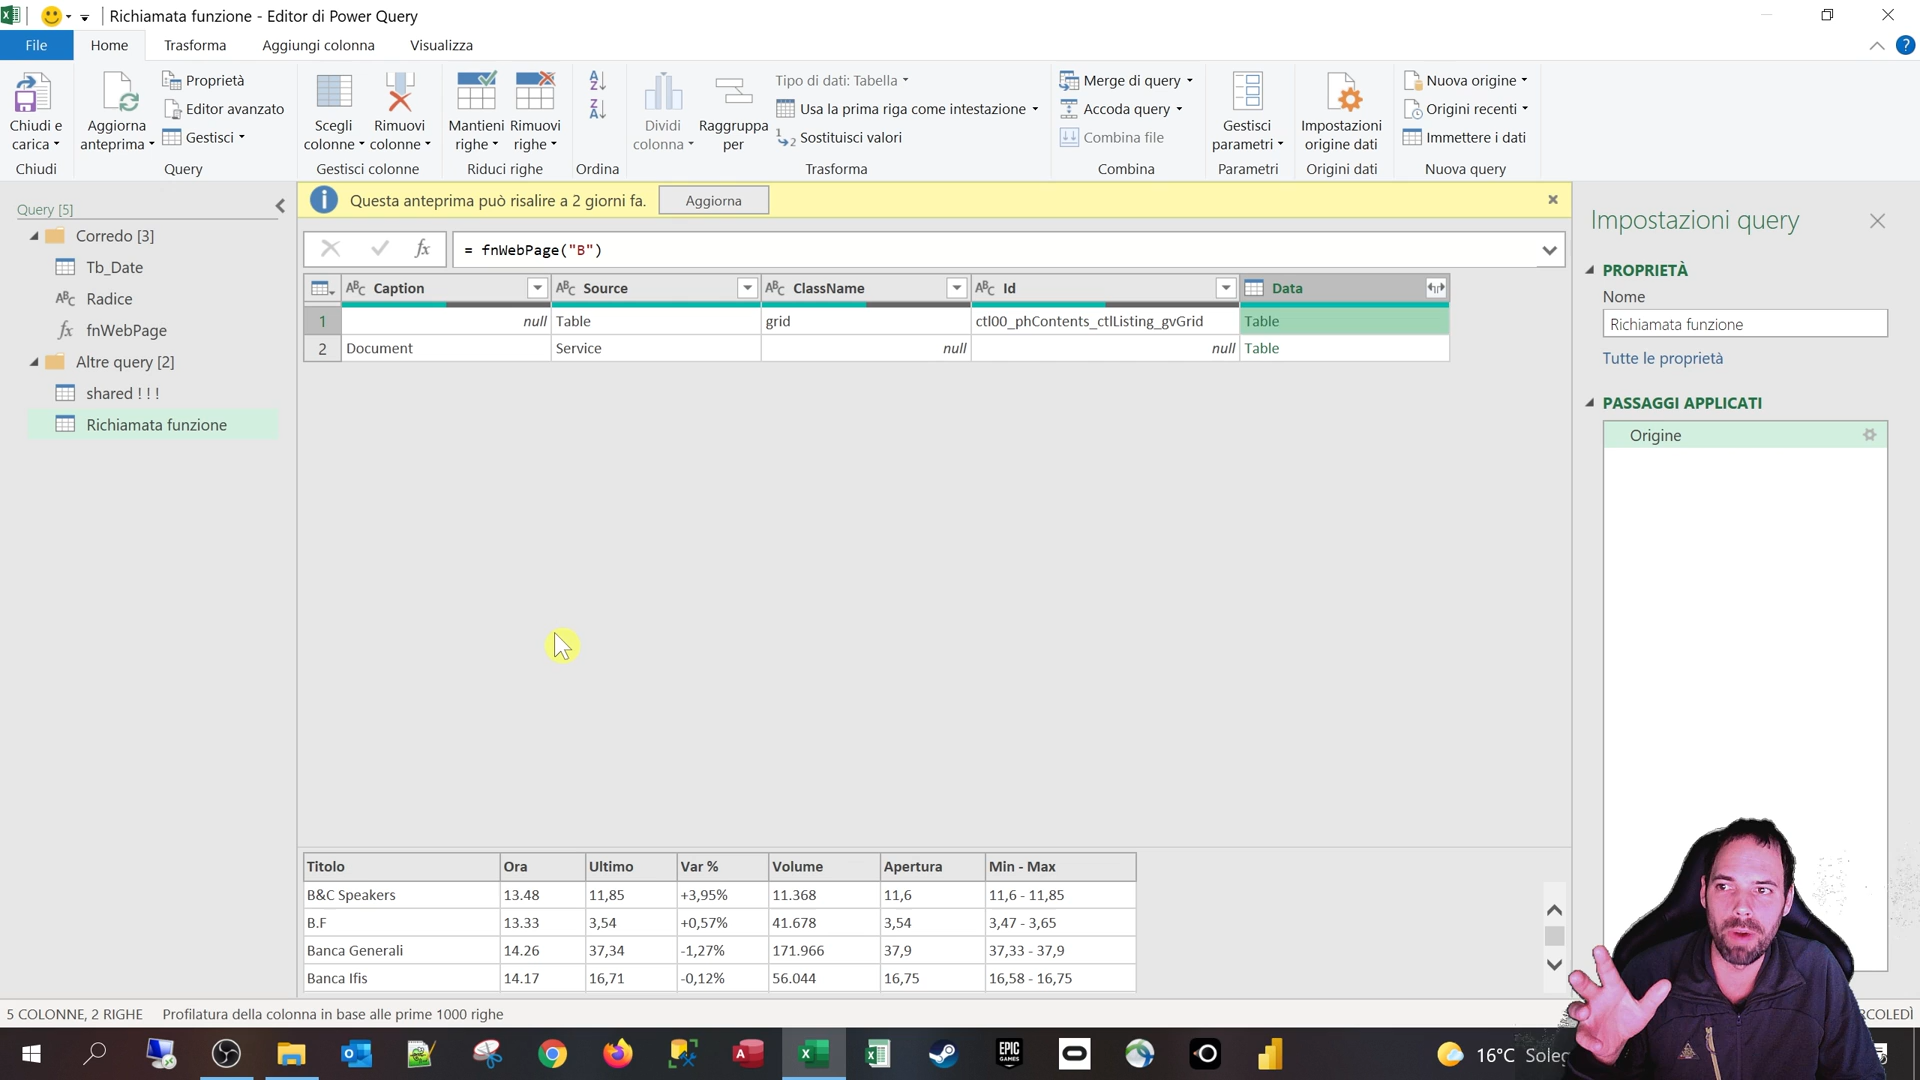 Richiamata funzione - Editor di Power Query
File Home Trasforma Aggiungi colonna Visualizza
Chiudi e carica
Chiudi
Aggiorna anteprima
Proprietà
Editor avanzato
Gestisci
Query
Scegli colonne
Rimuovi colonne
Gestisci colonne
Mantieni righe
Rimuovi righe
Riduci righe
Ordina
Dividi colonna
Raggruppa per
Tipo di dati: Tabella
Usa la prima riga come intestazione
Sostituisci valori
Trasforma
Merge di query
Accoda query
Combina file
Combina
Gestisci parametri
Parametri
Impostazioni origine dati
Origini dati
Nuova origine
Origini recenti
Immettere i dati
Nuova query
Query [5]
Corredo [3]
Tb_Date
Radice
fnWebPage
Altre query [2]
shared ! ! !
Richiamata funzione
Questa anteprima può risalire a 2 giorni fa. Aggiorna
= fnWebPage("B")
Caption Source ClassName Id Data
1 null Table grid ctl00_phContents_ctlListing_gvGrid Table
2 Document Service null null Table
Impostazioni query
PROPRIETÀ
Nome
Richiamata funzione
Tutte le proprietà
PASSAGGI APPLICATI
Origine
Titolo Ora Ultimo Var % Volume Apertura Min - Max
B&C Speakers 13.48 11,85 +3,95% 11.368 11,6 11,6 - 11,85
B.F 13.33 3,54 +0,57% 41.678 3,54 3,47 - 3,65
Banca Generali 14.26 37,34 -1,27% 171.966 37,9 37,33 - 37,9
Banca Ifis 14.17 16,71 -0,12% 56.044 16,75 16,58 - 16,75
5 COLONNE, 2 RIGHE Profilatura della colonna in base alle prime 1000 righe
EPIC GAMES
16°C